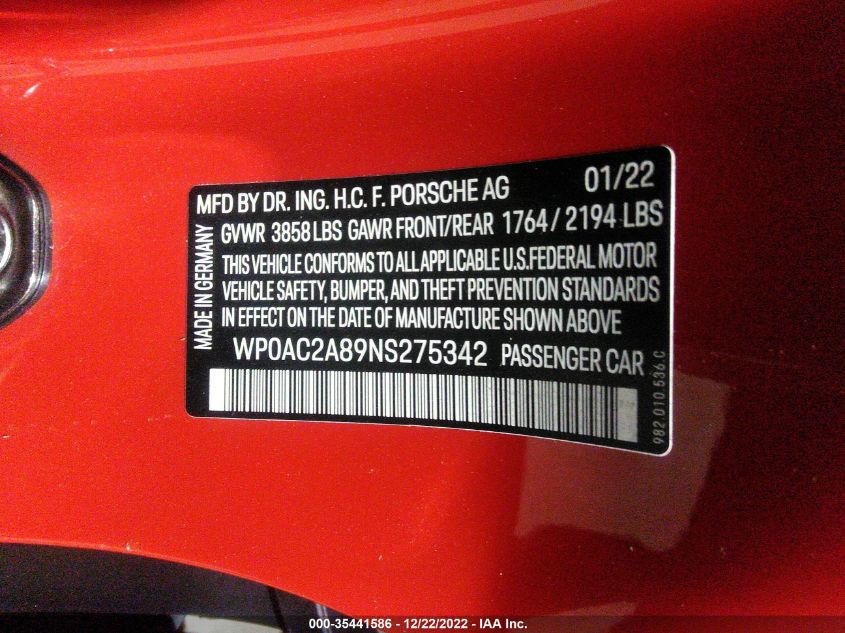 MFD BY DR. ING. H.C. F. PORSCHE AG 01/22
GVWR 3858 LBS GAWR FRONT/REAR 1764/2194 LBS
THIS VEHICLE CONFORMS TO ALL APPLICABLE U.S.FEDERAL MOTOR
VEHICLE SAFETY, BUMPER, AND THEFT PREVENTION STANDARDS
IN EFFECT ON THE DATE OF MANUFACTURE SHOWN ABOVE
WP0AC2A89NS275342 PASSENGER CAR
MADE IN GERMANY
982.010.536.C
000-35441586 - 12/22/2022 - IAA Inc.